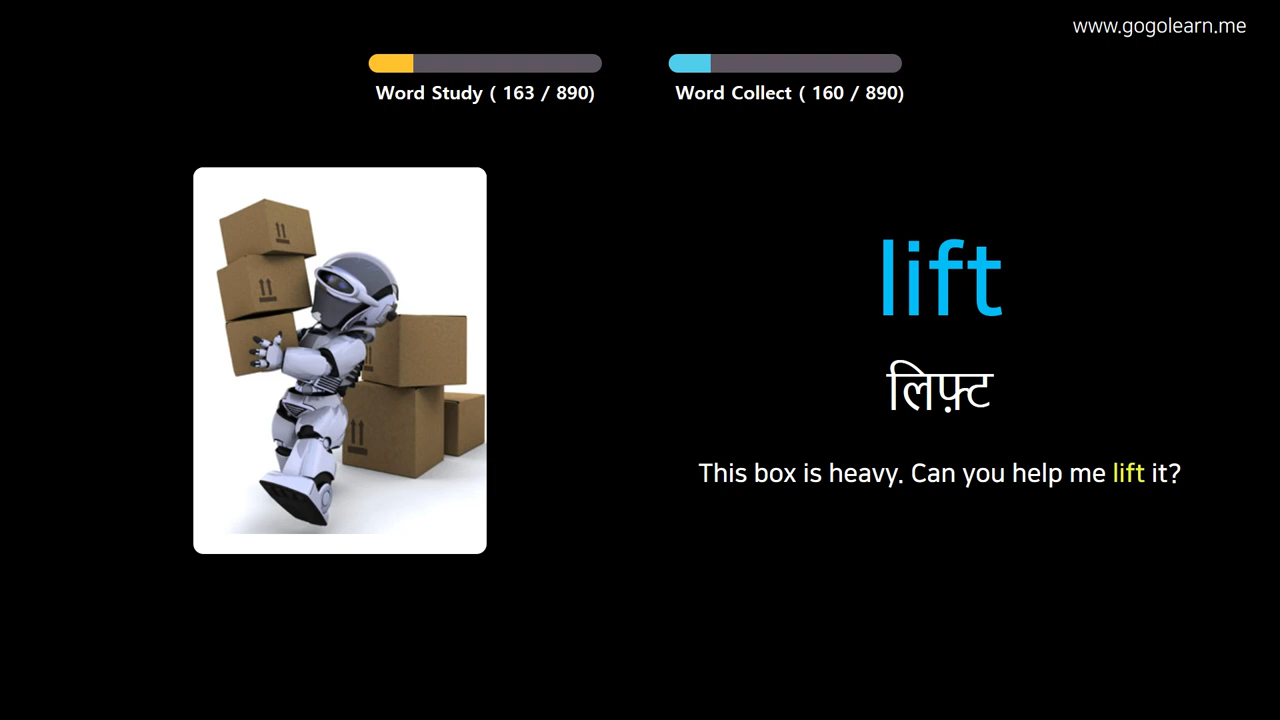 www.gogolearn.me
Word Study ( 163 / 890)
Word Collect ( 160 / 890)
lift
लिफ़्ट
This box is heavy. Can you help me lift it?